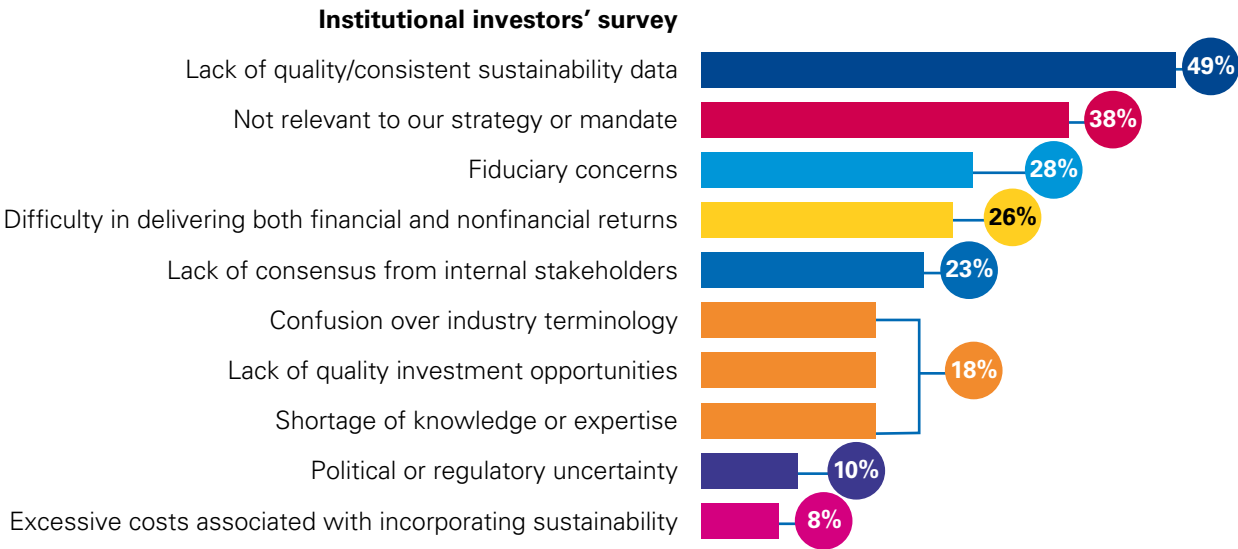 Institutional investors’ survey
Lack of quality/consistent sustainability data 49%
Not relevant to our strategy or mandate 38%
Fiduciary concerns 28%
Difficulty in delivering both financial and nonfinancial returns 26%
Lack of consensus from internal stakeholders 23%
Confusion over industry terminology
Lack of quality investment opportunities 18%
Shortage of knowledge or expertise
Political or regulatory uncertainty 10%
Excessive costs associated with incorporating sustainability 8%